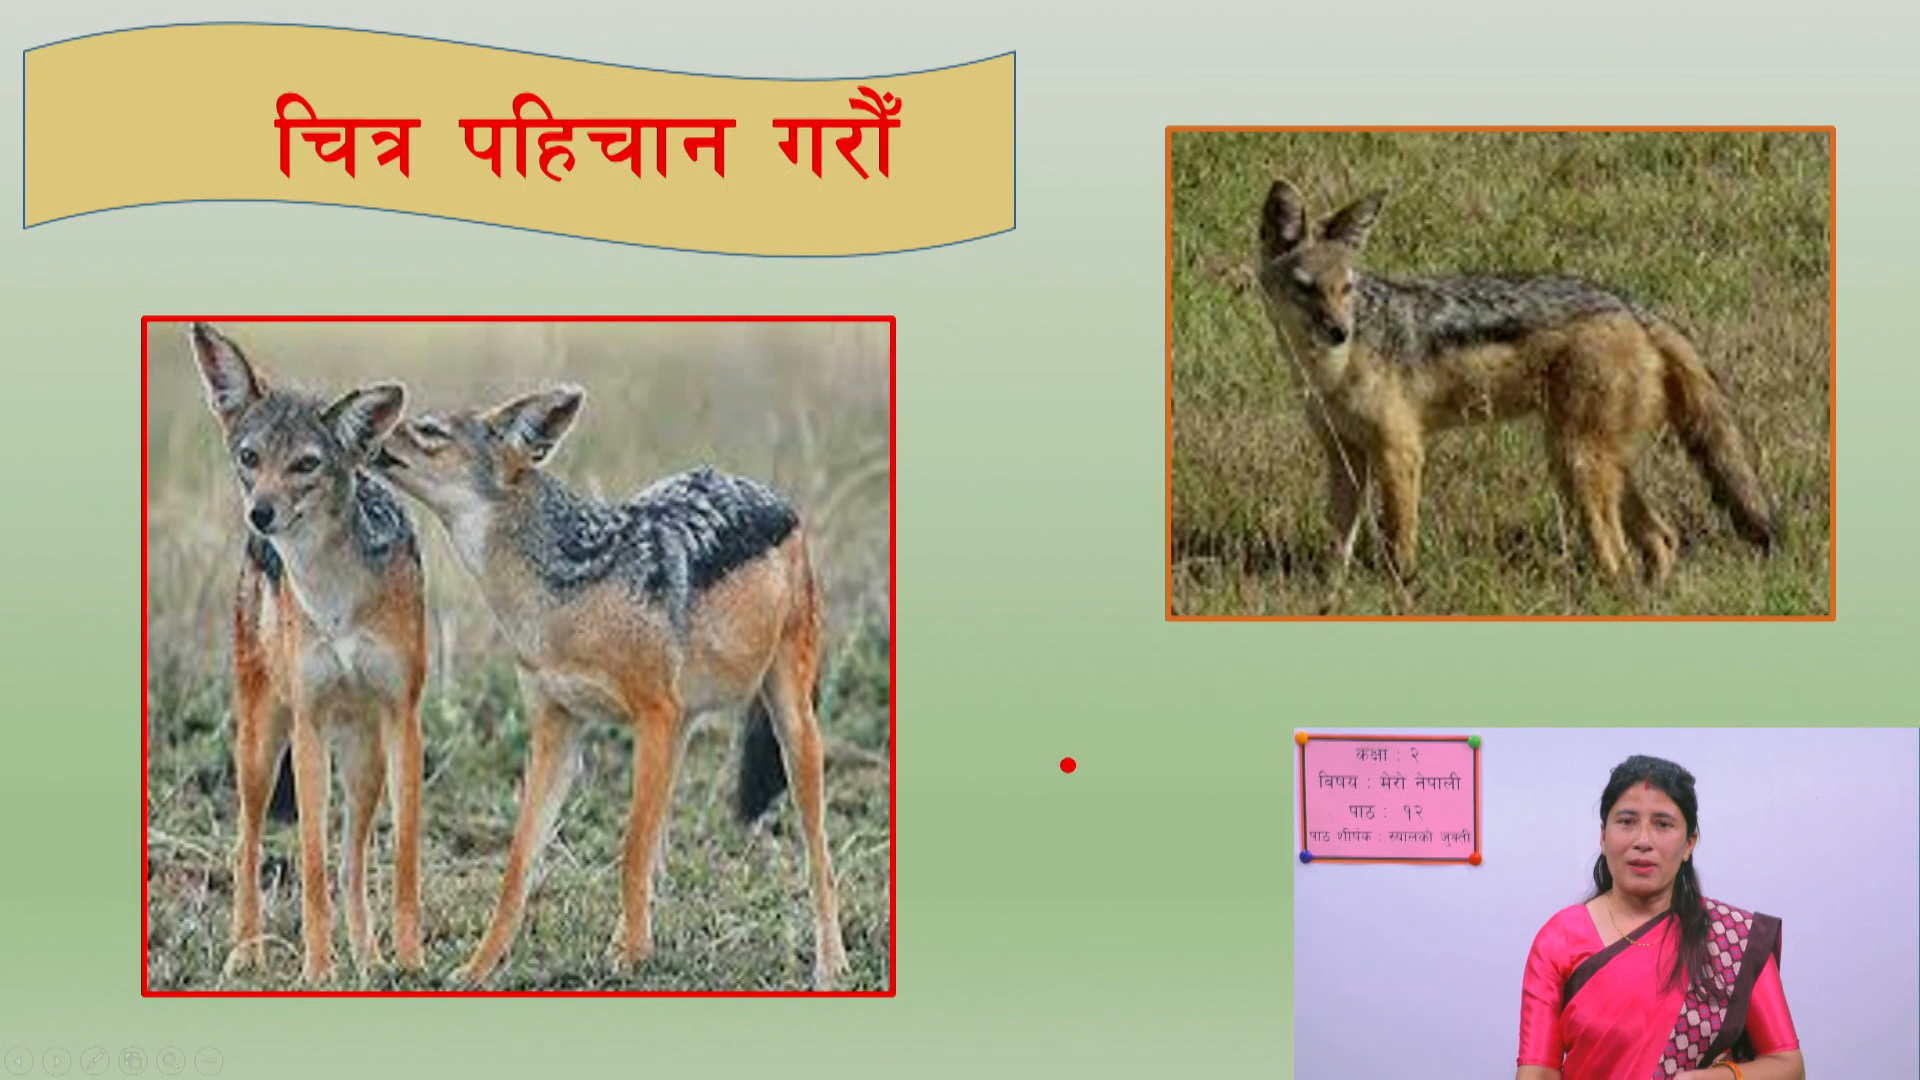 चित्र पहिचान गरौँ
कक्षा : २
विषय : मेरो नेपाली
पाठ : १२
पाठ शीर्षक : स्यालको जुक्ती